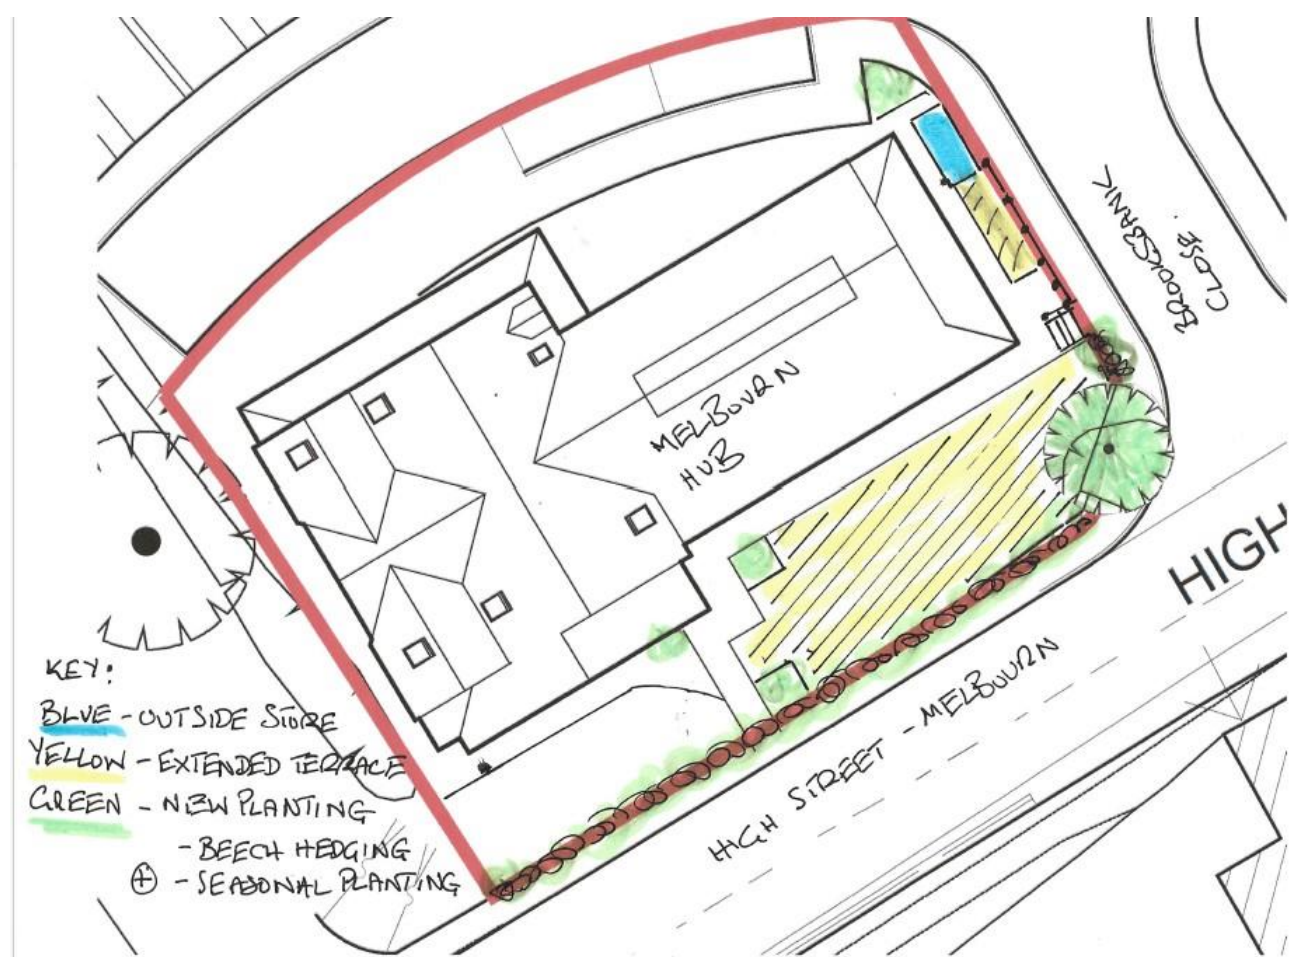 BROOKSBANK
CLOSE.
MELBOURN
HUB
HIGH
HIGH STREET - MELBOURN
KEY:
BLUE - OUTSIDE STORE
YELLOW - EXTENDED TERRACE
GREEN - NEW PLANTING
- BEECH HEDGING
- SEASONAL PLANTING